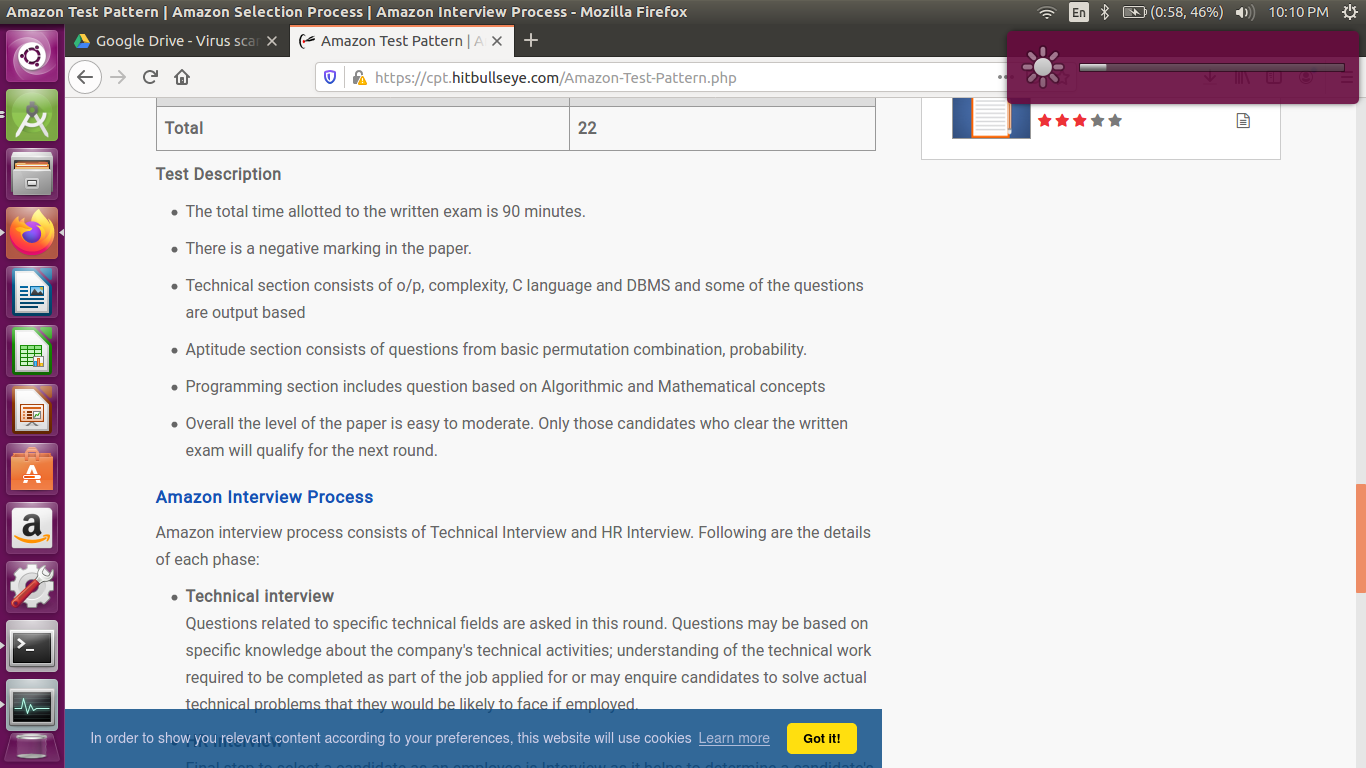 Amazon Test Pattern | Amazon Selection Process | Amazon Interview Process - Mozilla Firefox
En
(0:58, 46%)
10:10 PM
Google Drive - Virus scar
Amazon Test Pattern | A
https://cpt.hitbullseye.com/Amazon-Test-Pattern.php
Total 22
Test Description
The total time allotted to the written exam is 90 minutes.
There is a negative marking in the paper.
Technical section consists of o/p, complexity, C language and DBMS and some of the questions
are output based
Aptitude section consists of questions from basic permutation combination, probability.
Programming section includes question based on Algorithmic and Mathematical concepts
Overall the level of the paper is easy to moderate. Only those candidates who clear the written
exam will qualify for the next round.
Amazon Interview Process
Amazon interview process consists of Technical Interview and HR Interview. Following are the details
of each phase:
Technical interview
Questions related to specific technical fields are asked in this round. Questions may be based on
specific knowledge about the company's technical activities; understanding of the technical work
required to be completed as part of the job applied for or may enquire candidates to solve actual
technical problems that they would be likely to face if employed.
In order to show you relevant content according to your preferences, this website will use cookies Learn more
Got it!